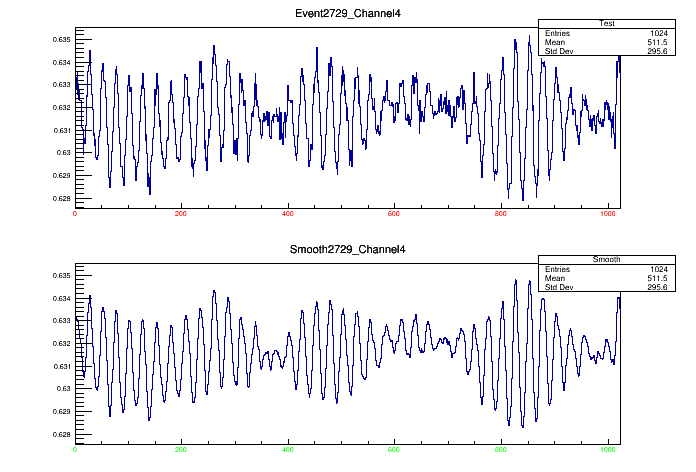 Event2729_Channel4
Test
Entries 1024
Mean 511.5
Std Dev 295.6
0.635
0.634
0.633
0.632
0.631
0.63
0.629
0.628
0 200 400 600 800 1000
Smooth2729_Channel4
Smooth
Entries 1024
Mean 511.5
Std Dev 295.6
0.635
0.634
0.633
0.632
0.631
0.63
0.629
0.628
0 200 400 600 800 1000